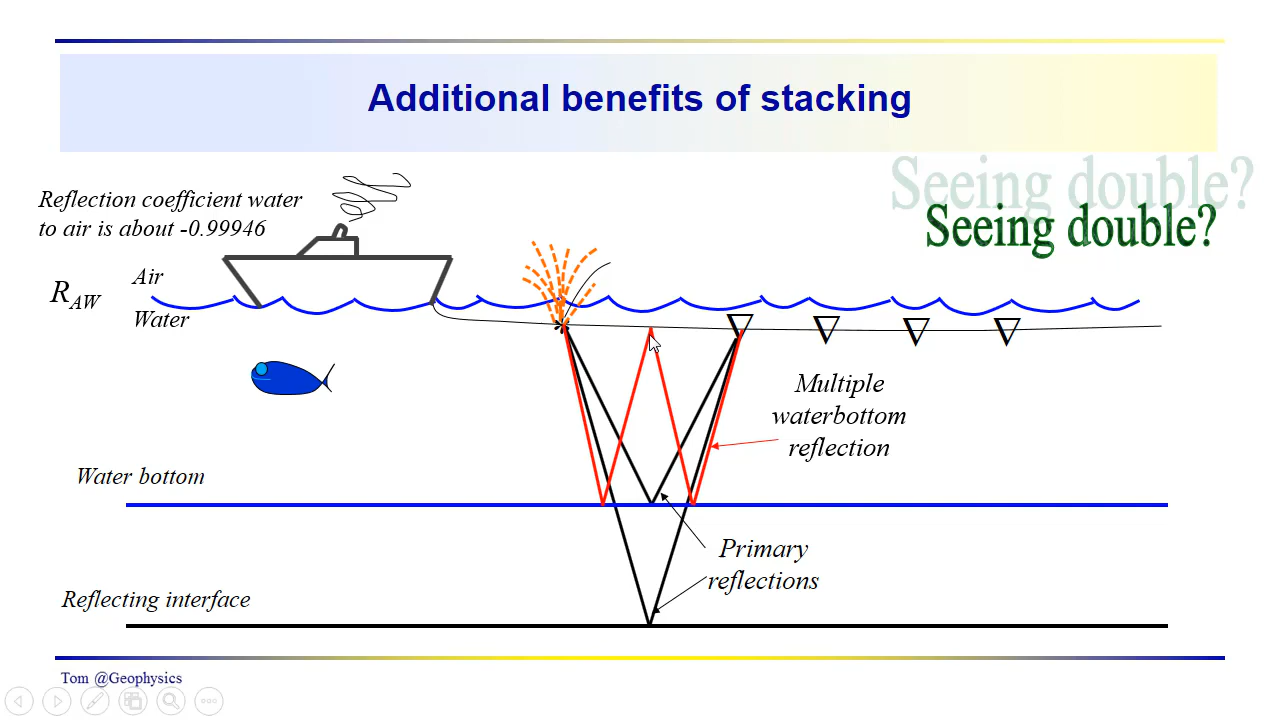 Additional benefits of stacking
Seeing double?
Seeing double?
Reflection coefficient water
to air is about -0.99946
R_AW
Air
Water
Multiple
waterbottom
reflection
Water bottom
Primary
reflections
Reflecting interface
Tom @Geophysics